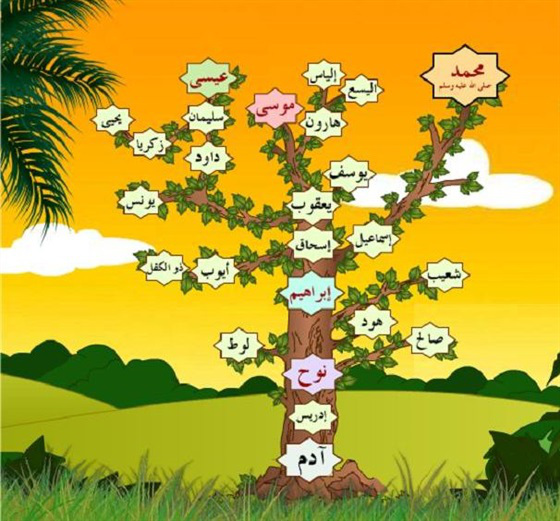 محمد
صلى الله عليه وسلم
إلياس
عيسى
اليسع
موسى
سليمان
يحيى
زكريا
هارون
داود
يوسف
يونس
يعقوب
إسماعيل
إسحاق
ذو الكفل
أيوب
شعيب
إبراهيم
هود
صالح
لوط
نوح
إدريس
آدم